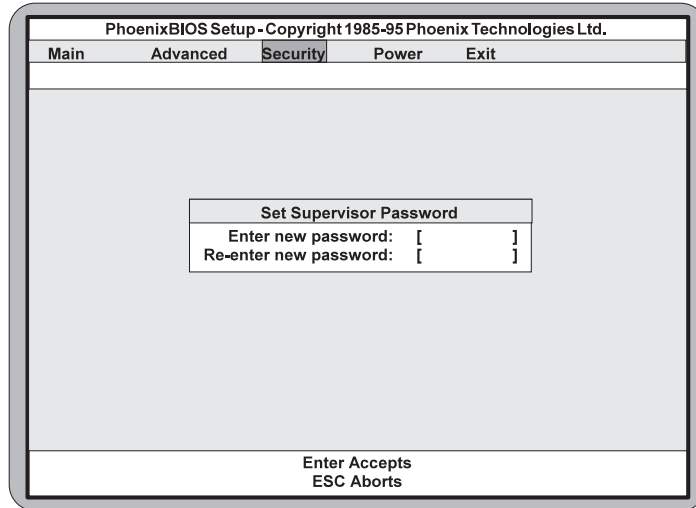 PhoenixBIOS Setup - Copyright 1985-95 Phoenix Technologies Ltd.
Main Advanced Security Power Exit
Set Supervisor Password
Enter new password: [ ]
Re-enter new password: [ ]
Enter Accepts
ESC Aborts